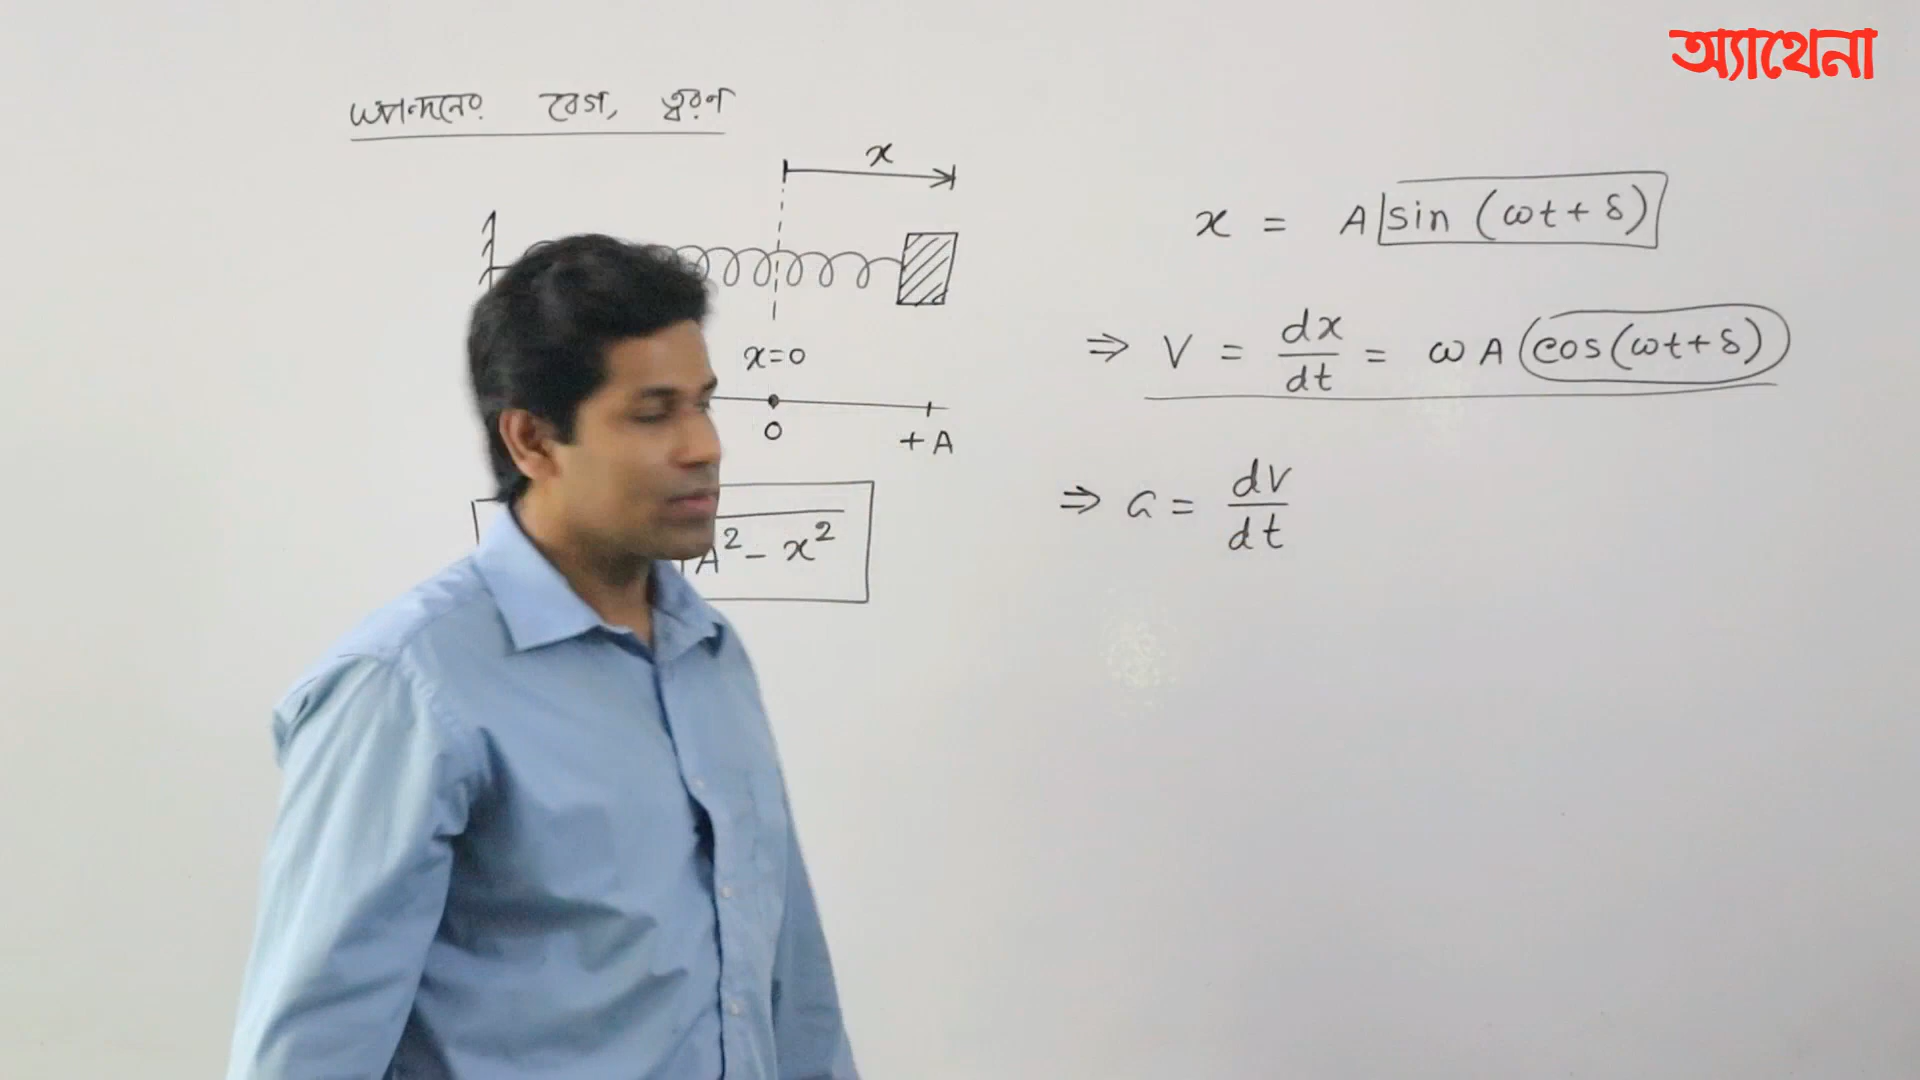 অ্যাথেনা
স্পন্দনের বেগ, ত্বরণ
x
x=0
0
+A
A² - x²
x = A sin (ωt + δ)
⇒ V = dx/dt = ωA cos(ωt + δ)
⇒ a = dv/dt